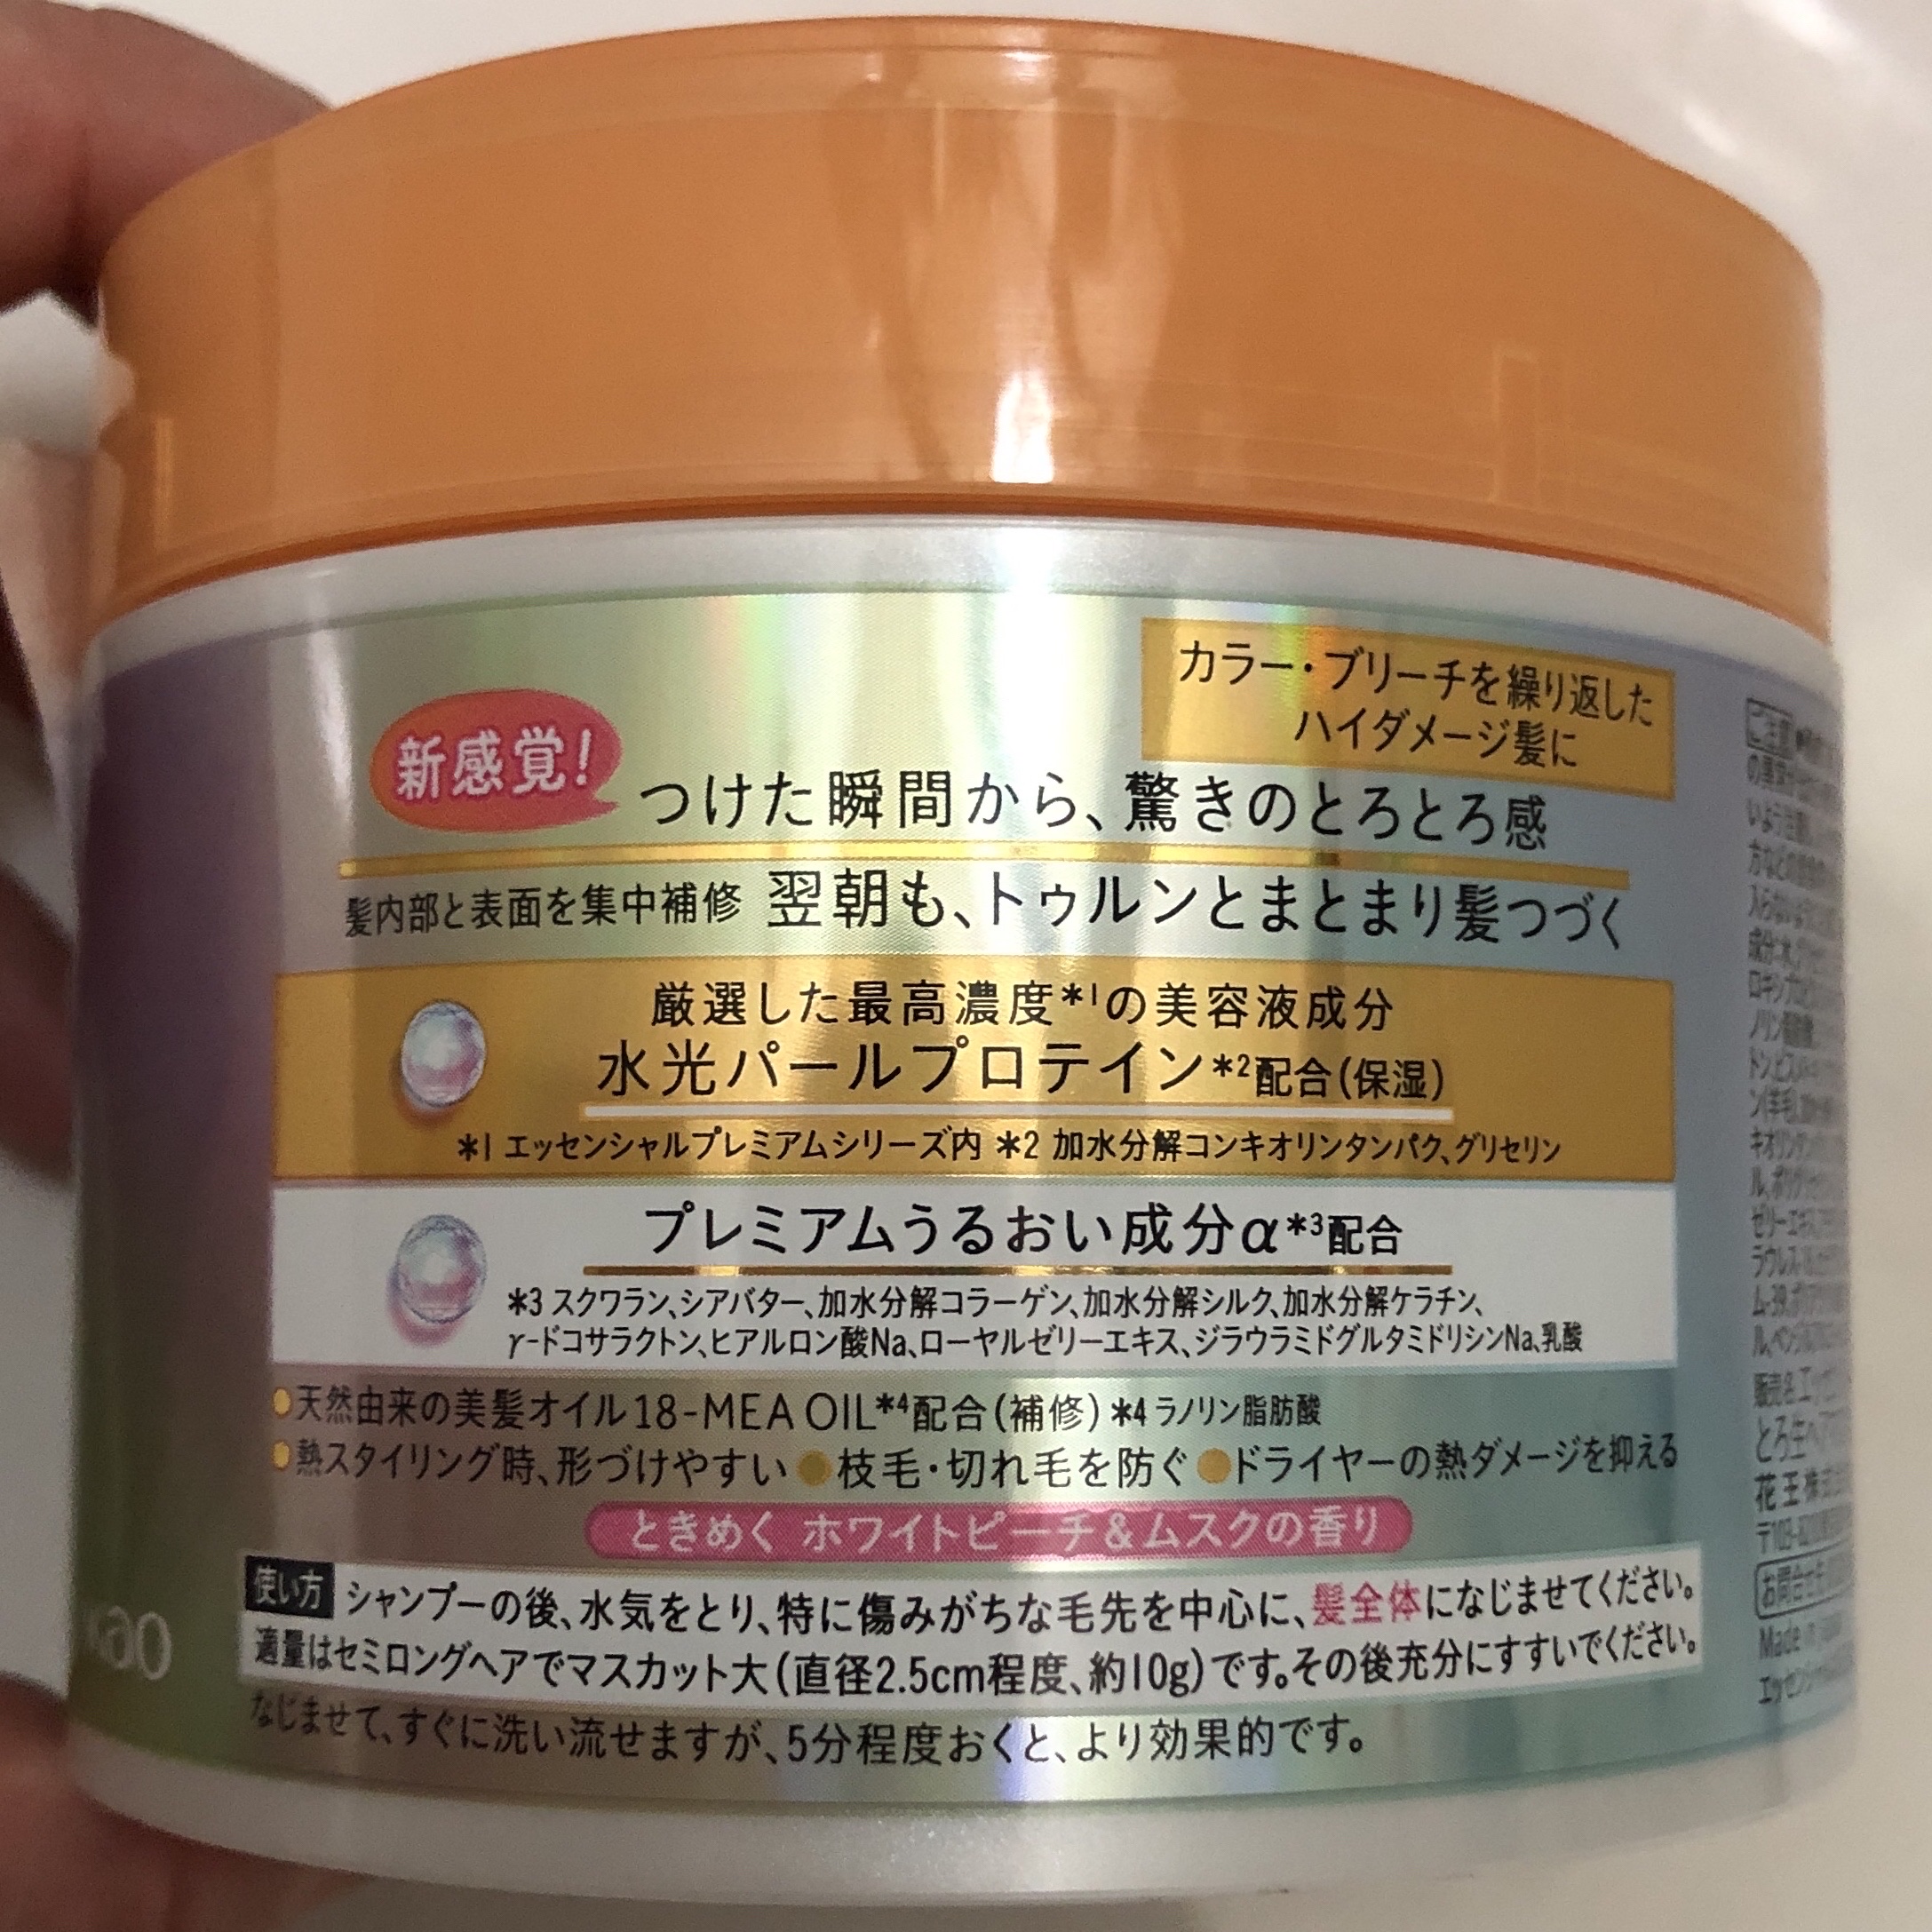 カラー・ブリーチを繰り返した
ハイダメージ髪に
新感覚!
つけた瞬間から、驚きのとろとろ感
髪内部と表面を集中補修 翌朝も、トゥルンとまとまり髪つづく
厳選した最高濃度*1の美容液成分
水光パールプロテイン*2配合(保湿)
*1 エッセンシャルプレミアムシリーズ内 *2 加水分解コンキオリンタンパク、グリセリン
プレミアムうるおい成分α*3配合
*3 スクワラン、シアバター、加水分解コラーゲン、加水分解シルク、加水分解ケラチン、
γ-ドコサラクトン、ヒアルロン酸Na、ローヤルゼリーエキス、ジラウラミドグルタミドリシンNa、乳酸
●天然由来の美髪オイル18-MEA OIL*4配合(補修) *4 ラノリン脂肪酸
●熱スタイリング時、形づけやすい ●枝毛・切れ毛を防ぐ ●ドライヤーの熱ダメージを抑える
ときめく ホワイトピーチ&ムスクの香り
使い方 シャンプーの後、水気をとり、特に傷みがちな毛先を中心に、髪全体になじませてください。
適量はセミロングヘアでマスカット大(直径2.5cm程度、約10g)です。その後充分にすすいでください。
なじませて、すぐに洗い流せますが、5分程度おくと、より効果的です。
kao
ご注意
成分:水、
販売名
花王株式
お問合せ先
Made in